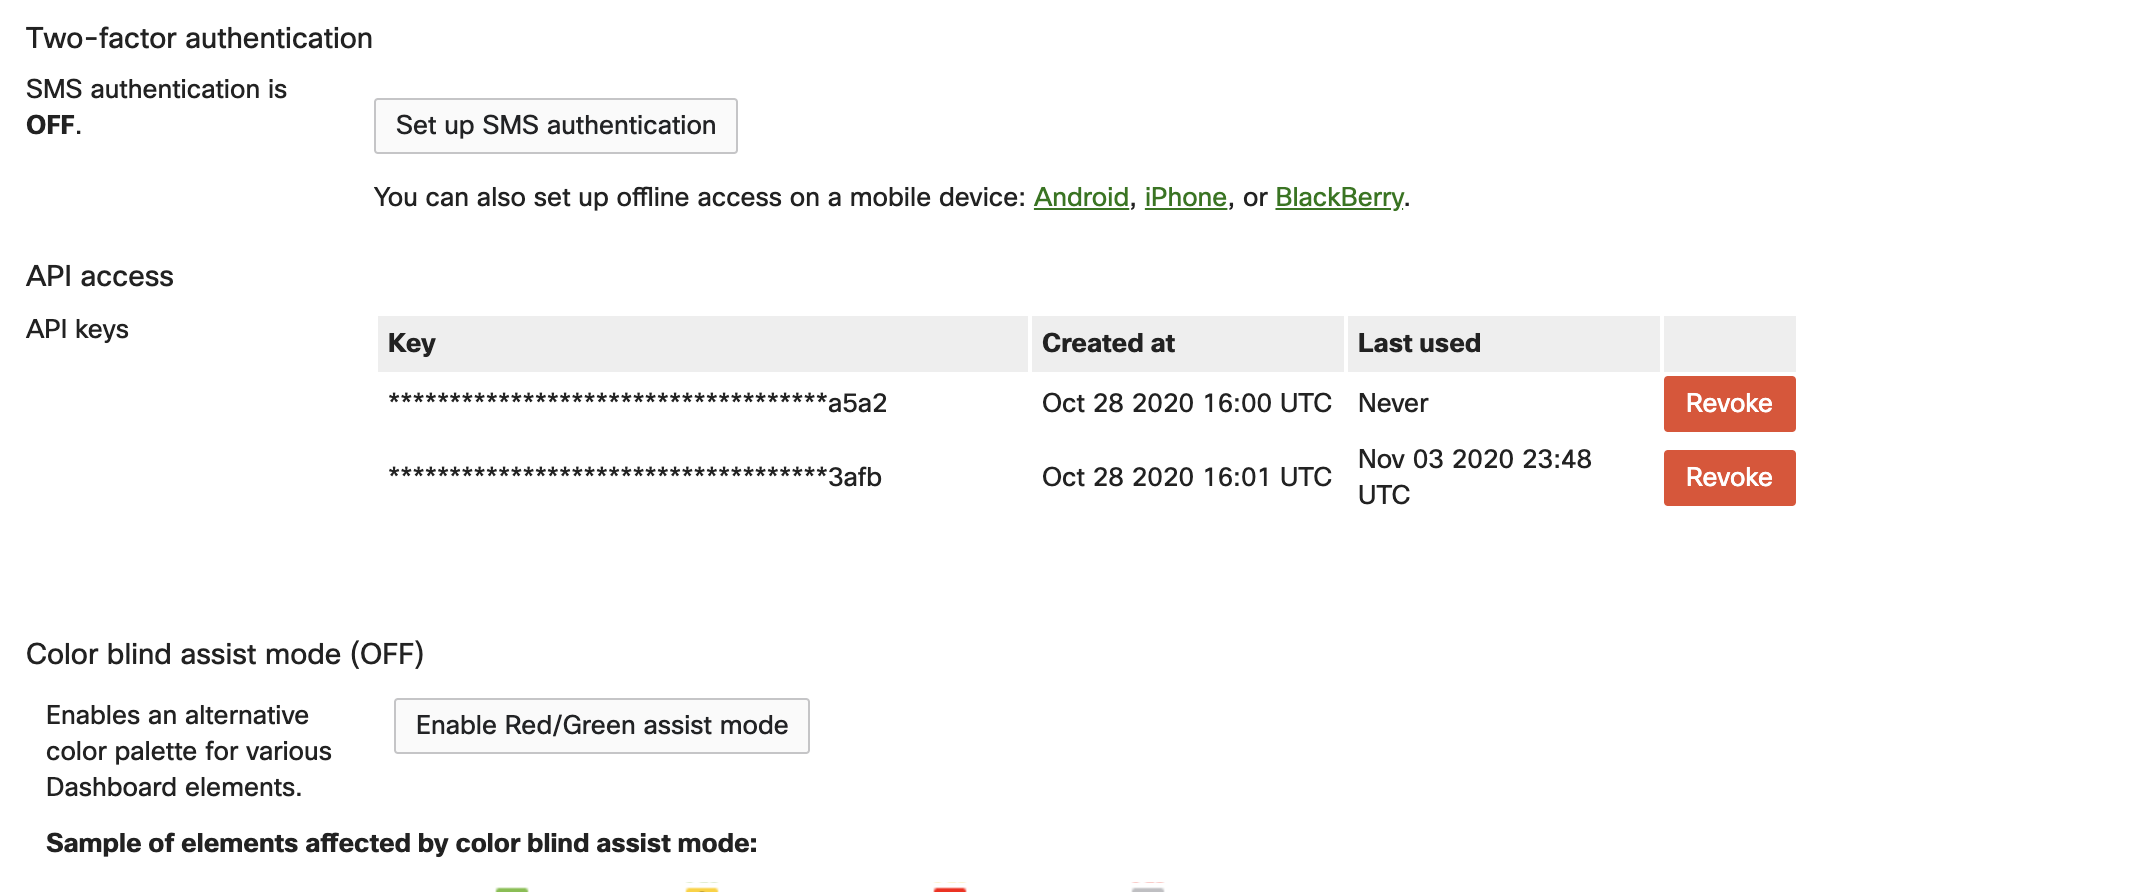 Two-factor authentication
SMS authentication is
OFF.
Set up SMS authentication
You can also set up offline access on a mobile device: Android, iPhone, or BlackBerry.
API access
API keys
Key Created at Last used
************************************a5a2 Oct 28 2020 16:00 UTC Never Revoke
************************************3afb Oct 28 2020 16:01 UTC Nov 03 2020 23:48
UTC Revoke
Color blind assist mode (OFF)
Enables an alternative
color palette for various
Dashboard elements.
Enable Red/Green assist mode
Sample of elements affected by color blind assist mode: